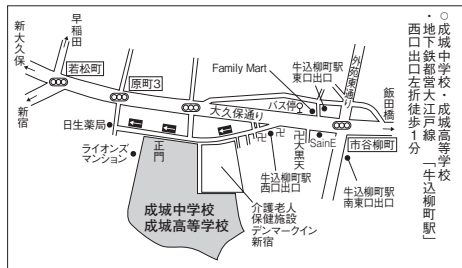 ○成城中学校・成城高等学校
・地下鉄都営大江戸線「牛込柳町駅」
西口出口左折徒歩1分
新大久保
早稲田
若松町
新宿
原町3
日生薬局
ライオンズ
マンション
正門
成城中学校
成城高等学校
大久保通り
Family Mart
バス停
牛込柳町駅
東口出口
外苑東通り
飯田橋
市谷柳町
SainE
大黒天
卍
卍
卍
牛込柳町駅
西口出口
牛込柳町駅
南東口出口
介護老人
保健施設
デンマークイン
新宿